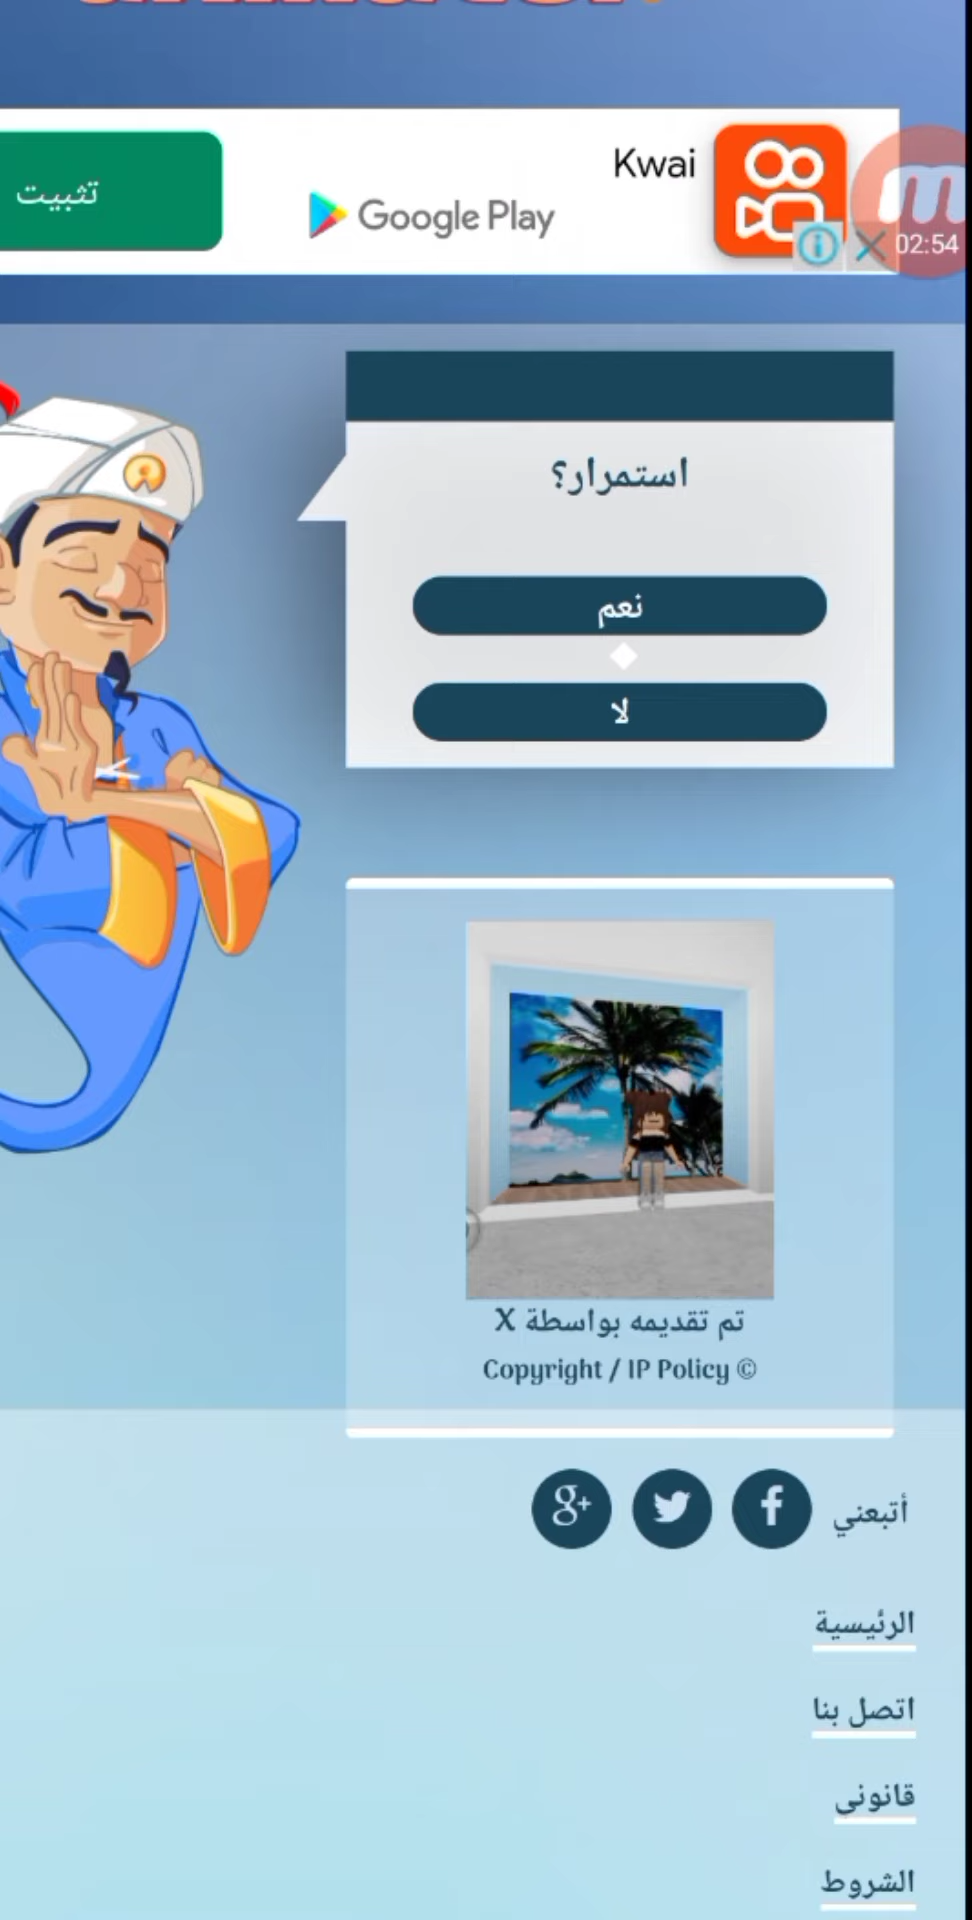 Kwai
Google Play
تثبيت
02:54
استمرار؟
نعم
لا
تم تقديمه بواسطة X
Copyright / IP Policy ©
أتبعني
الرئيسية
اتصل بنا
قانوني
الشروط